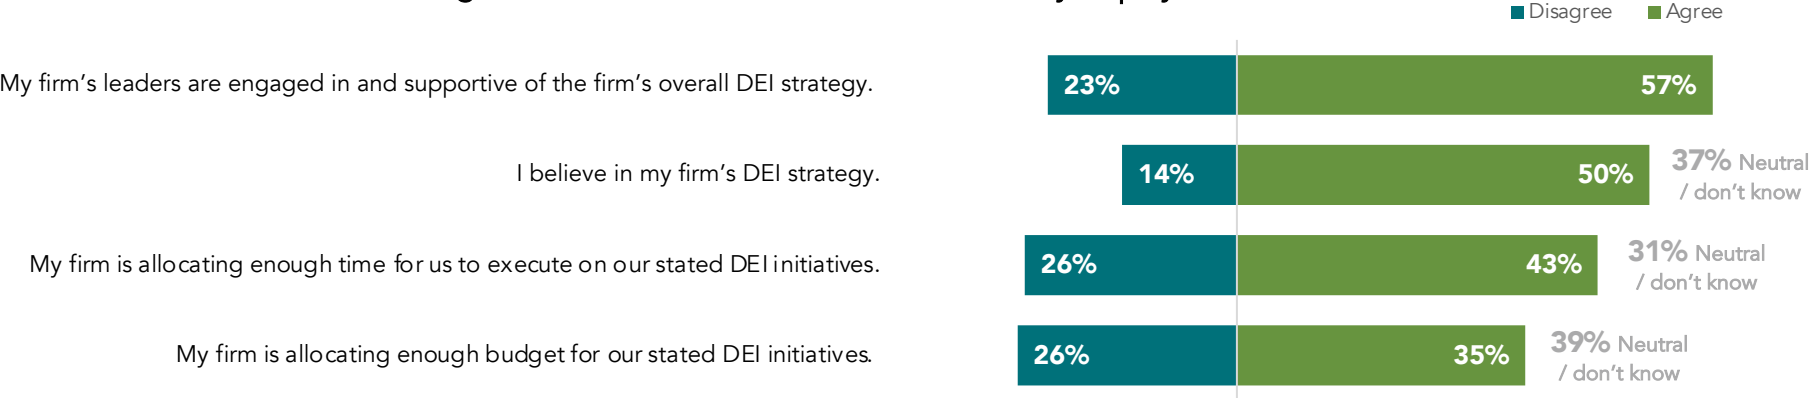 Disagree Agree
My firm's leaders are engaged in and supportive of the firm's overall DEI strategy. 23% 57%
I believe in my firm's DEI strategy. 14% 50% 37% Neutral
/ don't know
My firm is allocating enough time for us to execute on our stated DEI initiatives. 26% 43% 31% Neutral
/ don't know
My firm is allocating enough budget for our stated DEI initiatives. 26% 35% 39% Neutral
/ don't know